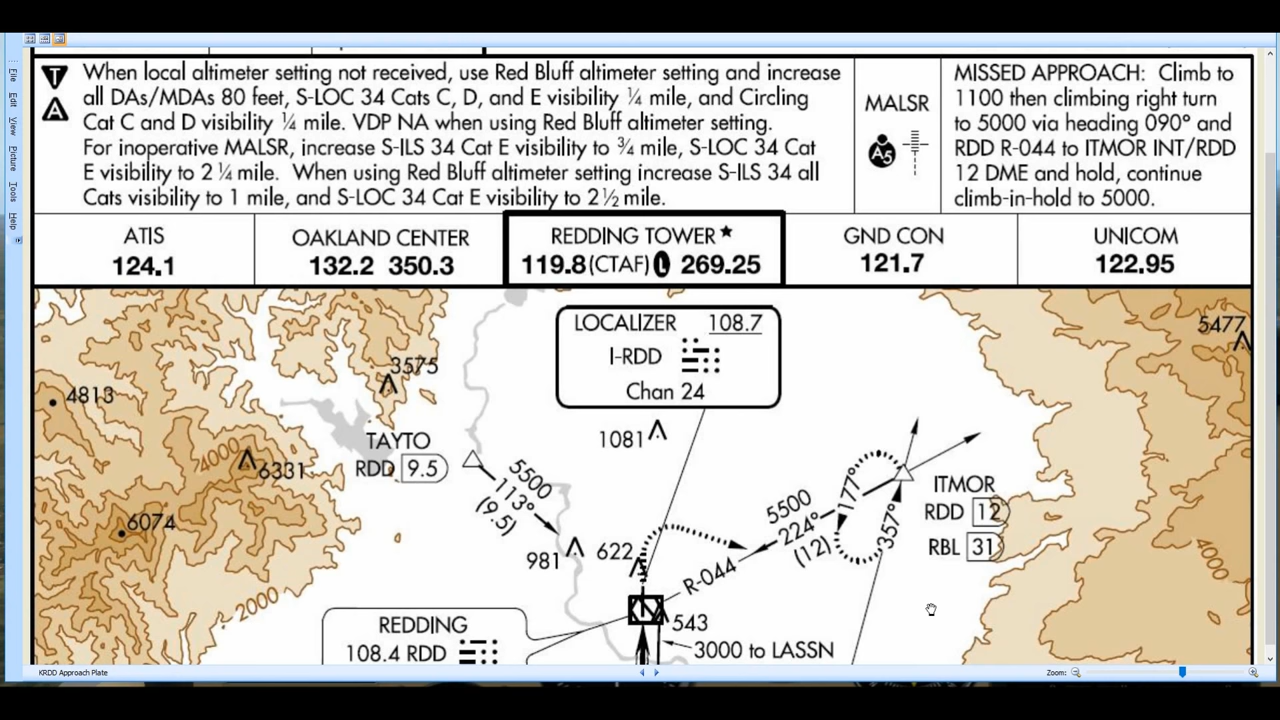 T When local altimeter setting not received, use Red Bluff altimeter setting and increase
A all DAs/MDAs 80 feet, S-LOC 34 Cats C, D, and E visibility ¼ mile, and Circling
Cat C and D visibility ¼ mile. VDP NA when using Red Bluff altimeter setting.
For inoperative MALSR, increase S-ILS 34 Cat E visibility to ¾ mile, S-LOC 34 Cat
E visibility to 2 ¼ mile. When using Red Bluff altimeter setting increase S-ILS 34 all
Cats visibility to 1 mile, and S-LOC 34 Cat E visibility to 2½ mile.
MALSR
A5
MISSED APPROACH: Climb to
1100 then climbing right turn
to 5000 via heading 090° and
RDD R-044 to ITMOR INT/RDD
12 DME and hold, continue
climb-in-hold to 5000.
ATIS
124.1
OAKLAND CENTER
132.2 350.3
REDDING TOWER★
119.8(CTAF) L 269.25
GND CON
121.7
UNICOM
122.95
LOCALIZER 108.7
I-RDD
Chan 24
5477
3575
4813
1081
TAYTO
RDD 9.5
4000
6331
5500
113°
(9.5)
6074
177°
357°
ITMOR
RDD 12
RBL 31
5500
224°
(12)
R-044
981
622
4000
2000
543
REDDING
108.4 RDD
3000 to LASSN
File
Edit
View
Picture
Tools
Help
KRDD Approach Plate
Zoom: